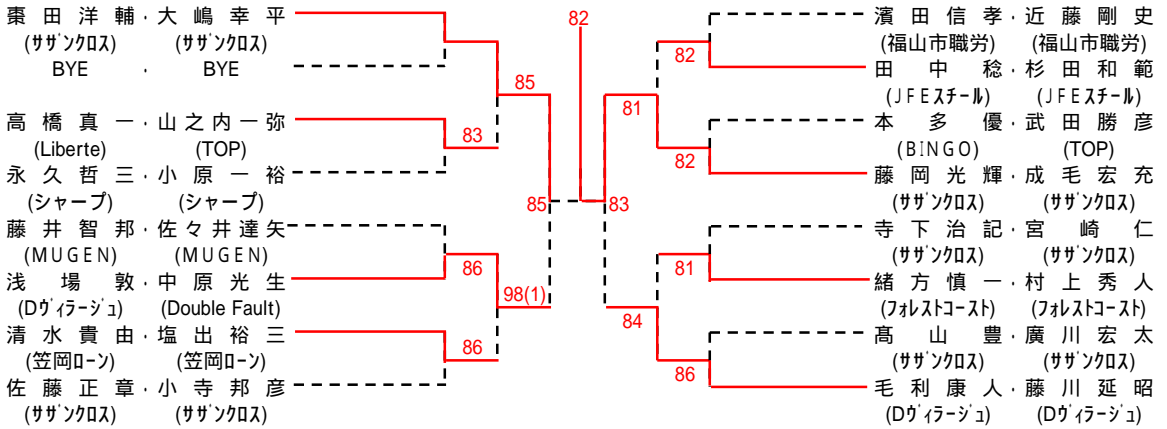 棗田洋輔・大嶋幸平
(ｻｻﾞﾝｸﾛｽ) (ｻｻﾞﾝｸﾛｽ)
BYE ・ BYE
高橋真一・山之内一弥
(Liberte) (TOP)
永久哲三・小原一裕
(シャープ) (シャープ)
藤井智邦・佐々井達矢
(MUGEN) (MUGEN)
浅場敦・中原光生
(Dｳﾞｨﾗｰｼﾞｭ) (Double Fault)
清水貴由・塩出裕三
(笠岡ﾛｰﾝ) (笠岡ﾛｰﾝ)
佐藤正章・小寺邦彦
(ｻｻﾞﾝｸﾛｽ) (ｻｻﾞﾝｸﾛｽ)
85
83
85
86
98(1)
86
82
83
82
81
82
81
84
86
濱田信孝・近藤剛史
(福山市職労) (福山市職労)
田中稔・杉田和範
(JFEｽﾁｰﾙ) (JFEｽﾁｰﾙ)
本多優・武田勝彦
(BINGO) (TOP)
藤岡光輝・成毛宏充
(ｻｻﾞﾝｸﾛｽ) (ｻｻﾞﾝｸﾛｽ)
寺下治記・宮崎仁
(ｻｻﾞﾝｸﾛｽ) (ｻｻﾞﾝｸﾛｽ)
緒方慎一・村上秀人
(ﾌｫﾚｽﾄｺｰｽﾄ) (ﾌｫﾚｽﾄｺｰｽﾄ)
髙山豊・廣川宏太
(ｻｻﾞﾝｸﾛｽ) (ｻｻﾞﾝｸﾛｽ)
毛利康人・藤川延昭
(Dｳﾞｨﾗｰｼﾞｭ) (Dｳﾞｨﾗｰｼﾞｭ)